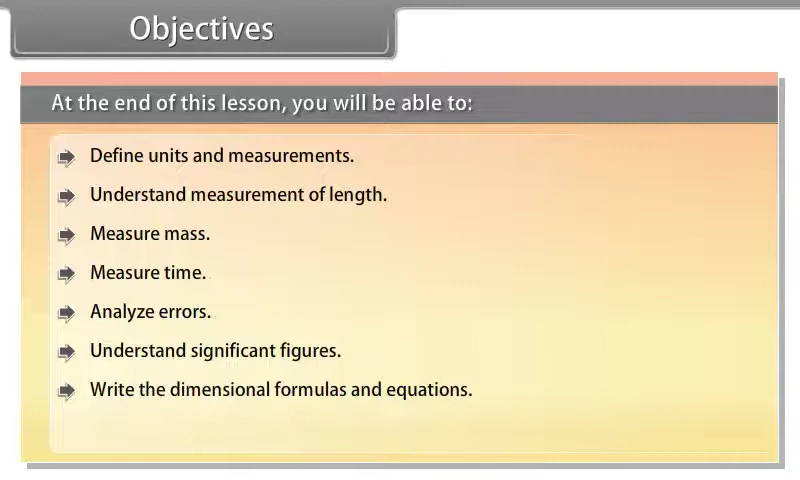 Objectives
At the end of this lesson, you will be able to:
Define units and measurements.
Understand measurement of length.
Measure mass.
Measure time.
Analyze errors.
Understand significant figures.
Write the dimensional formulas and equations.